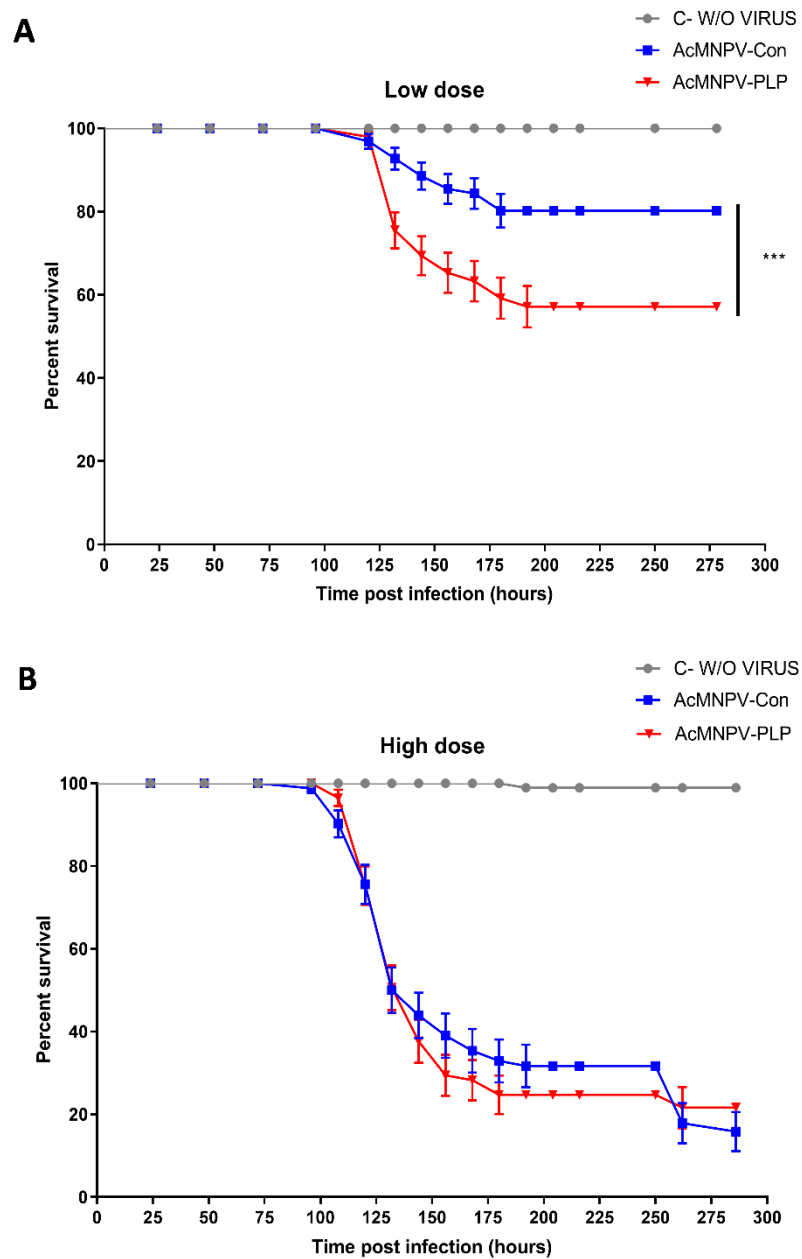 A
C- W/O VIRUS
AcMNPV-Con
AcMNPV-PLP
Low dose
100
80
60
40
20
0
Percent survival
0 25 50 75 100 125 150 175 200 225 250 275 300
Time post infection (hours)
***
B
C- W/O VIRUS
AcMNPV-Con
AcMNPV-PLP
High dose
100
80
60
40
20
0
Percent survival
0 25 50 75 100 125 150 175 200 225 250 275 300
Time post infection (hours)